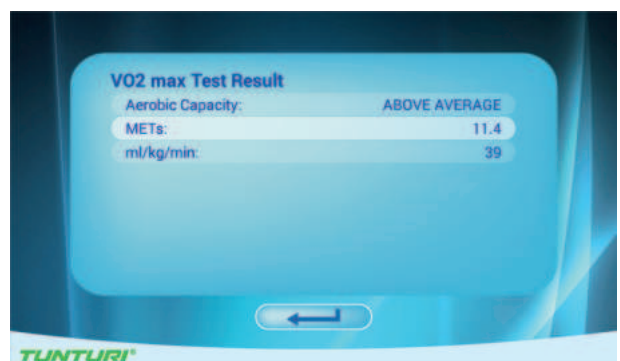 VO2 max Test Result
Aerobic Capacity: ABOVE AVERAGE
METs: 11.4
ml/kg/min: 39
TUNTURI®